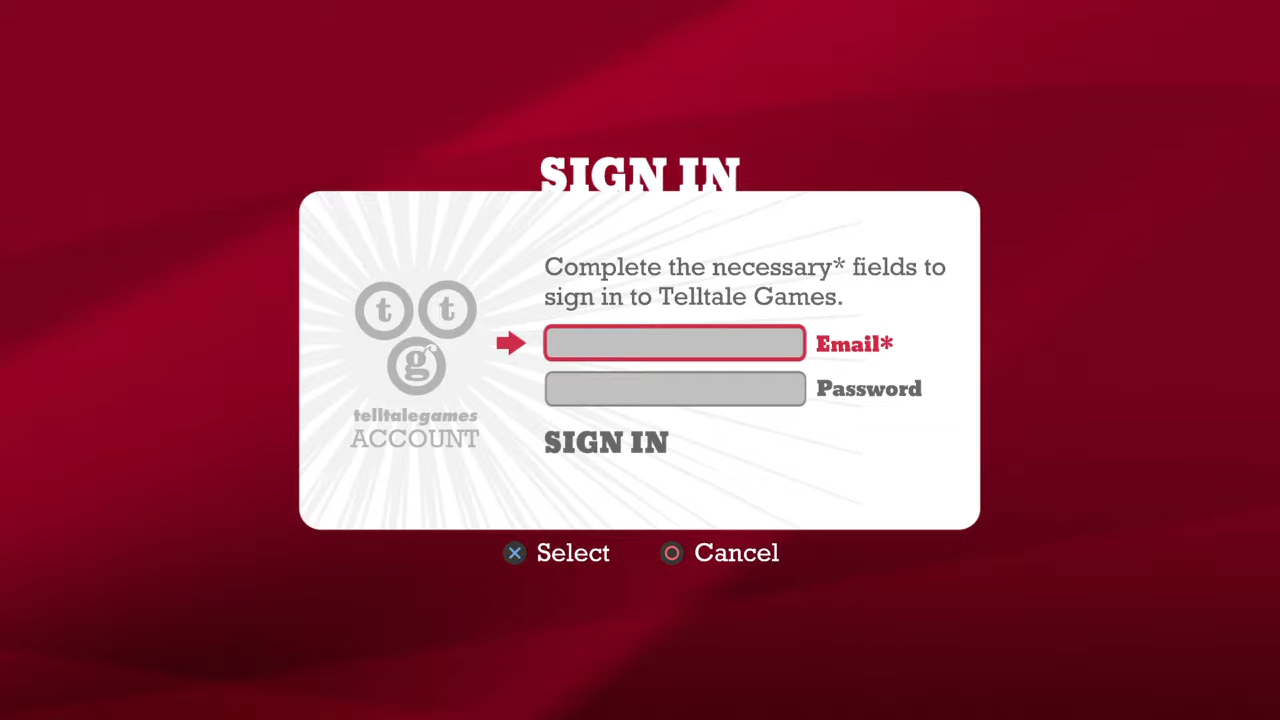 SIGN IN
Complete the necessary* fields to
sign in to Telltale Games.
Email*
Password
SIGN IN
t t
g
telltalegames
ACCOUNT
Select Cancel